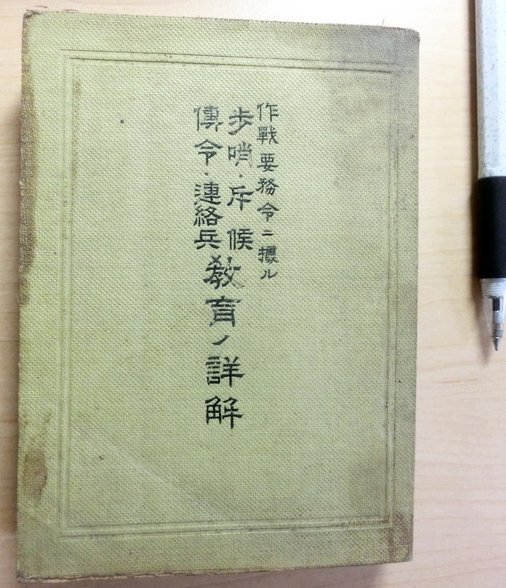 作戰要務令ニ據ル
步哨・斥候
傳令・連絡兵
敎育ノ詳解